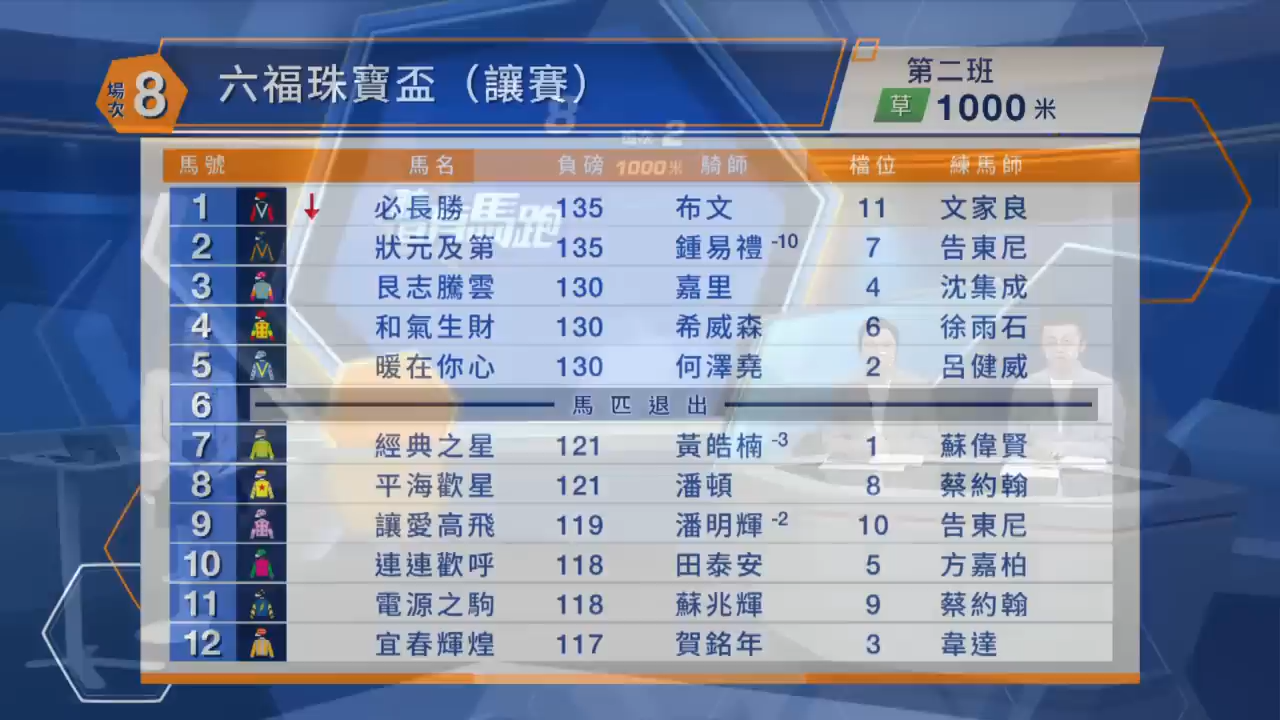 場次 8 六福珠寶盃（讓賽） 第二班
草 1000 米
馬號 馬名 負磅 1000米 騎師 檔位 練馬師
1 必長勝 135 布文 11 文家良
2 狀元及第 135 鍾易禮 -10 7 告東尼
3 艮志騰雲 130 嘉里 4 沈集成
4 和氣生財 130 希威森 6 徐雨石
5 暖在你心 130 何澤堯 2 呂健威
6 馬匹退出
7 經典之星 121 黃皓楠 -3 1 蘇偉賢
8 平海歡星 121 潘頓 8 蔡約翰
9 讓愛高飛 119 潘明輝 -2 10 告東尼
10 連連歡呼 118 田泰安 5 方嘉柏
11 電源之駒 118 蘇兆輝 9 蔡約翰
12 宜春輝煌 117 賀銘年 3 韋達